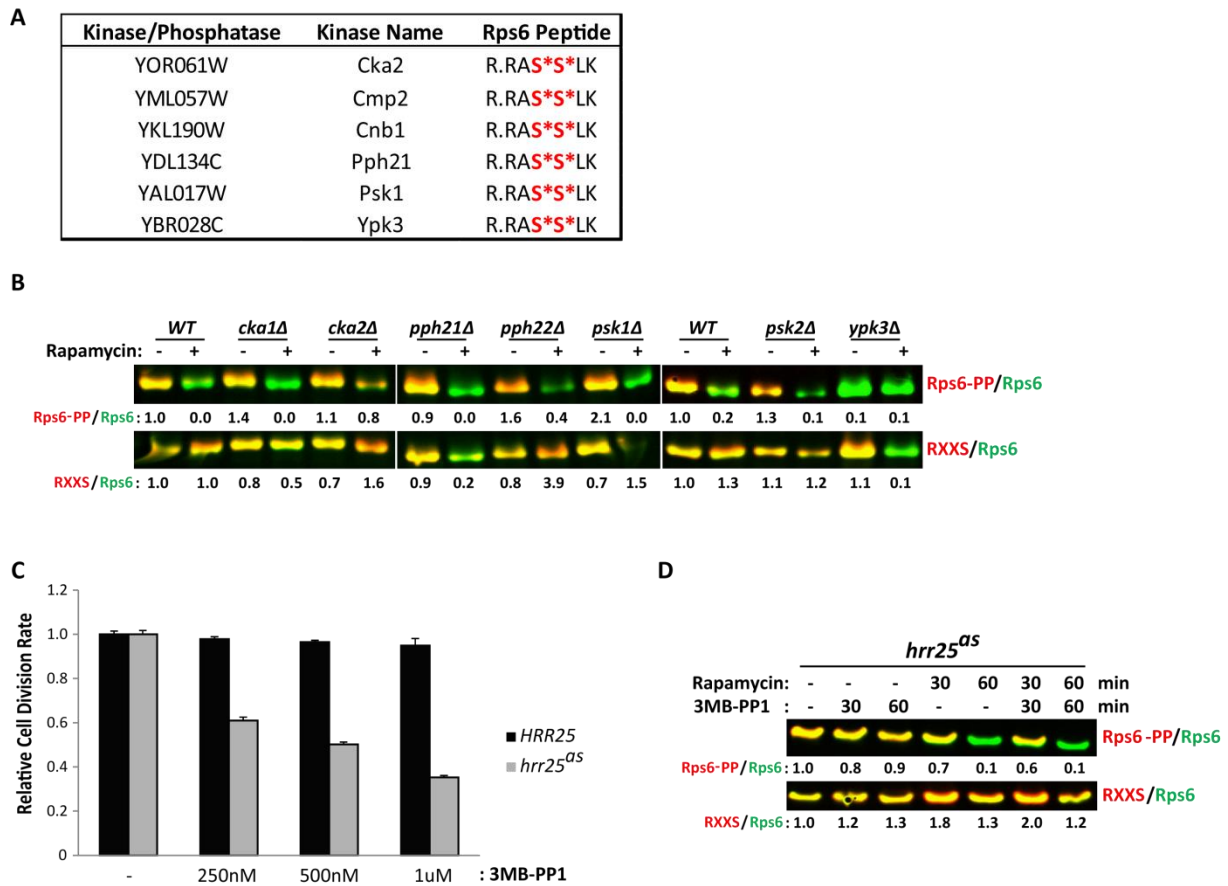 A
Kinase/Phosphatase Kinase Name Rps6 Peptide
YOR061W Cka2 R.RAS*S*LK
YML057W Cmp2 R.RAS*S*LK
YKL190W Cnb1 R.RAS*S*LK
YDL134C Pph21 R.RAS*S*LK
YAL017W Psk1 R.RAS*S*LK
YBR028C Ypk3 R.RAS*S*LK
B
WT cka1Δ cka2Δ pph21Δ pph22Δ psk1Δ WT psk2Δ ypk3Δ
Rapamycin: - + - + - + - + - + - + - + - + - +
Rps6-PP/Rps6
Rps6-PP/Rps6 : 1.0 0.0 1.4 0.0 1.1 0.8 0.9 0.0 1.6 0.4 2.1 0.0 1.0 0.2 1.3 0.1 0.1 0.1
RXXS/Rps6
RXXS/Rps6 : 1.0 1.0 0.8 0.5 0.7 1.6 0.9 0.2 0.8 3.9 0.7 1.5 1.0 1.3 1.1 1.2 1.1 0.1
C
Relative Cell Division Rate
1.2
1.0
0.8
0.6
0.4
0.2
0
HRR25
hrr25as
- 250nM 500nM 1uM : 3MB-PP1
D
hrr25as
Rapamycin: - - - 30 60 30 60 min
3MB-PP1 : - 30 60 - - 30 60 min
Rps6-PP/Rps6
Rps6-PP/Rps6 : 1.0 0.8 0.9 0.7 0.1 0.6 0.1
RXXS/Rps6
RXXS/Rps6 : 1.0 1.2 1.3 1.8 1.3 2.0 1.2